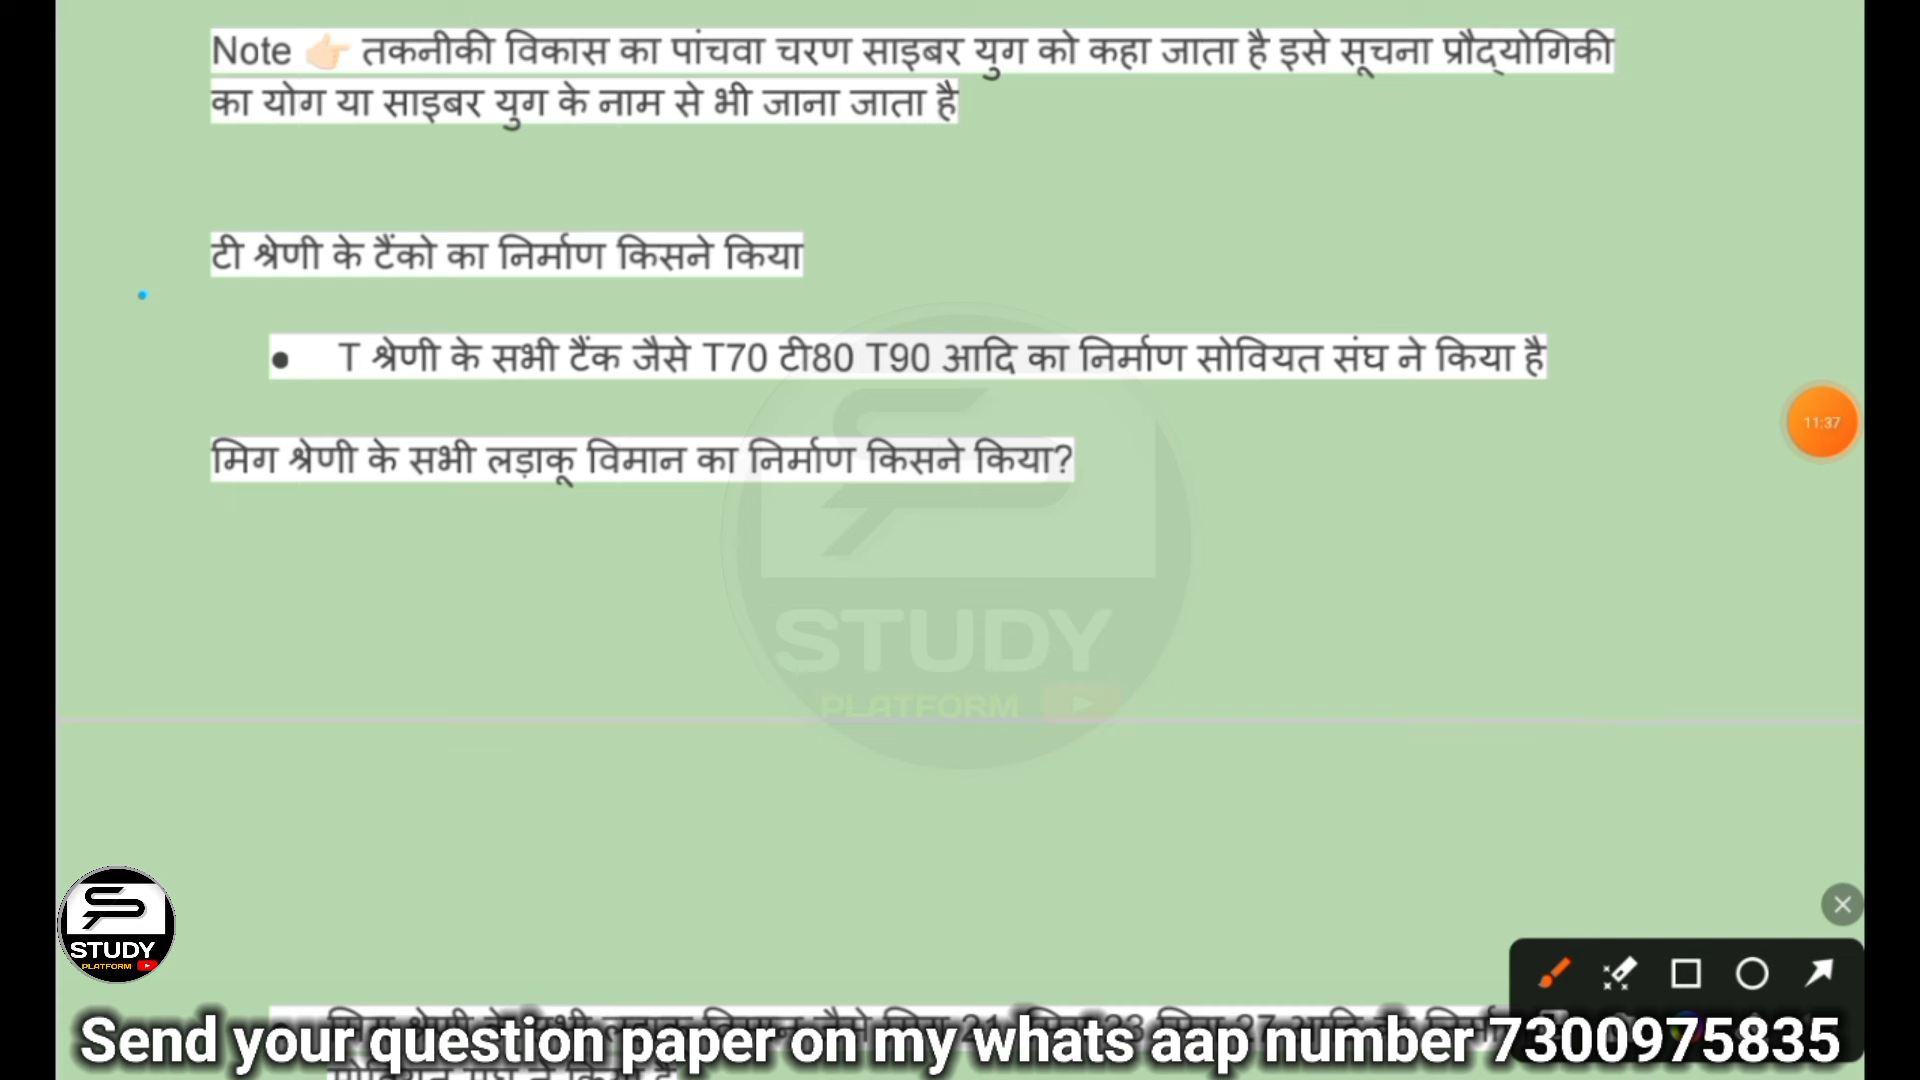 Note 👉🏻 तकनीकी विकास का पांचवा चरण साइबर युग को कहा जाता है इसे सूचना प्रौद्योगिकी
का योग या साइबर युग के नाम से भी जाना जाता है
टी श्रेणी के टैंको का निर्माण किसने किया
● T श्रेणी के सभी टैंक जैसे T70 टी80 T90 आदि का निर्माण सोवियत संघ ने किया है
11:37
मिग श्रेणी के सभी लड़ाकू विमान का निर्माण किसने किया?
STUDY
PLATFORM
STUDY
PLATFORM
Send your question paper on my whats aap number 7300975835